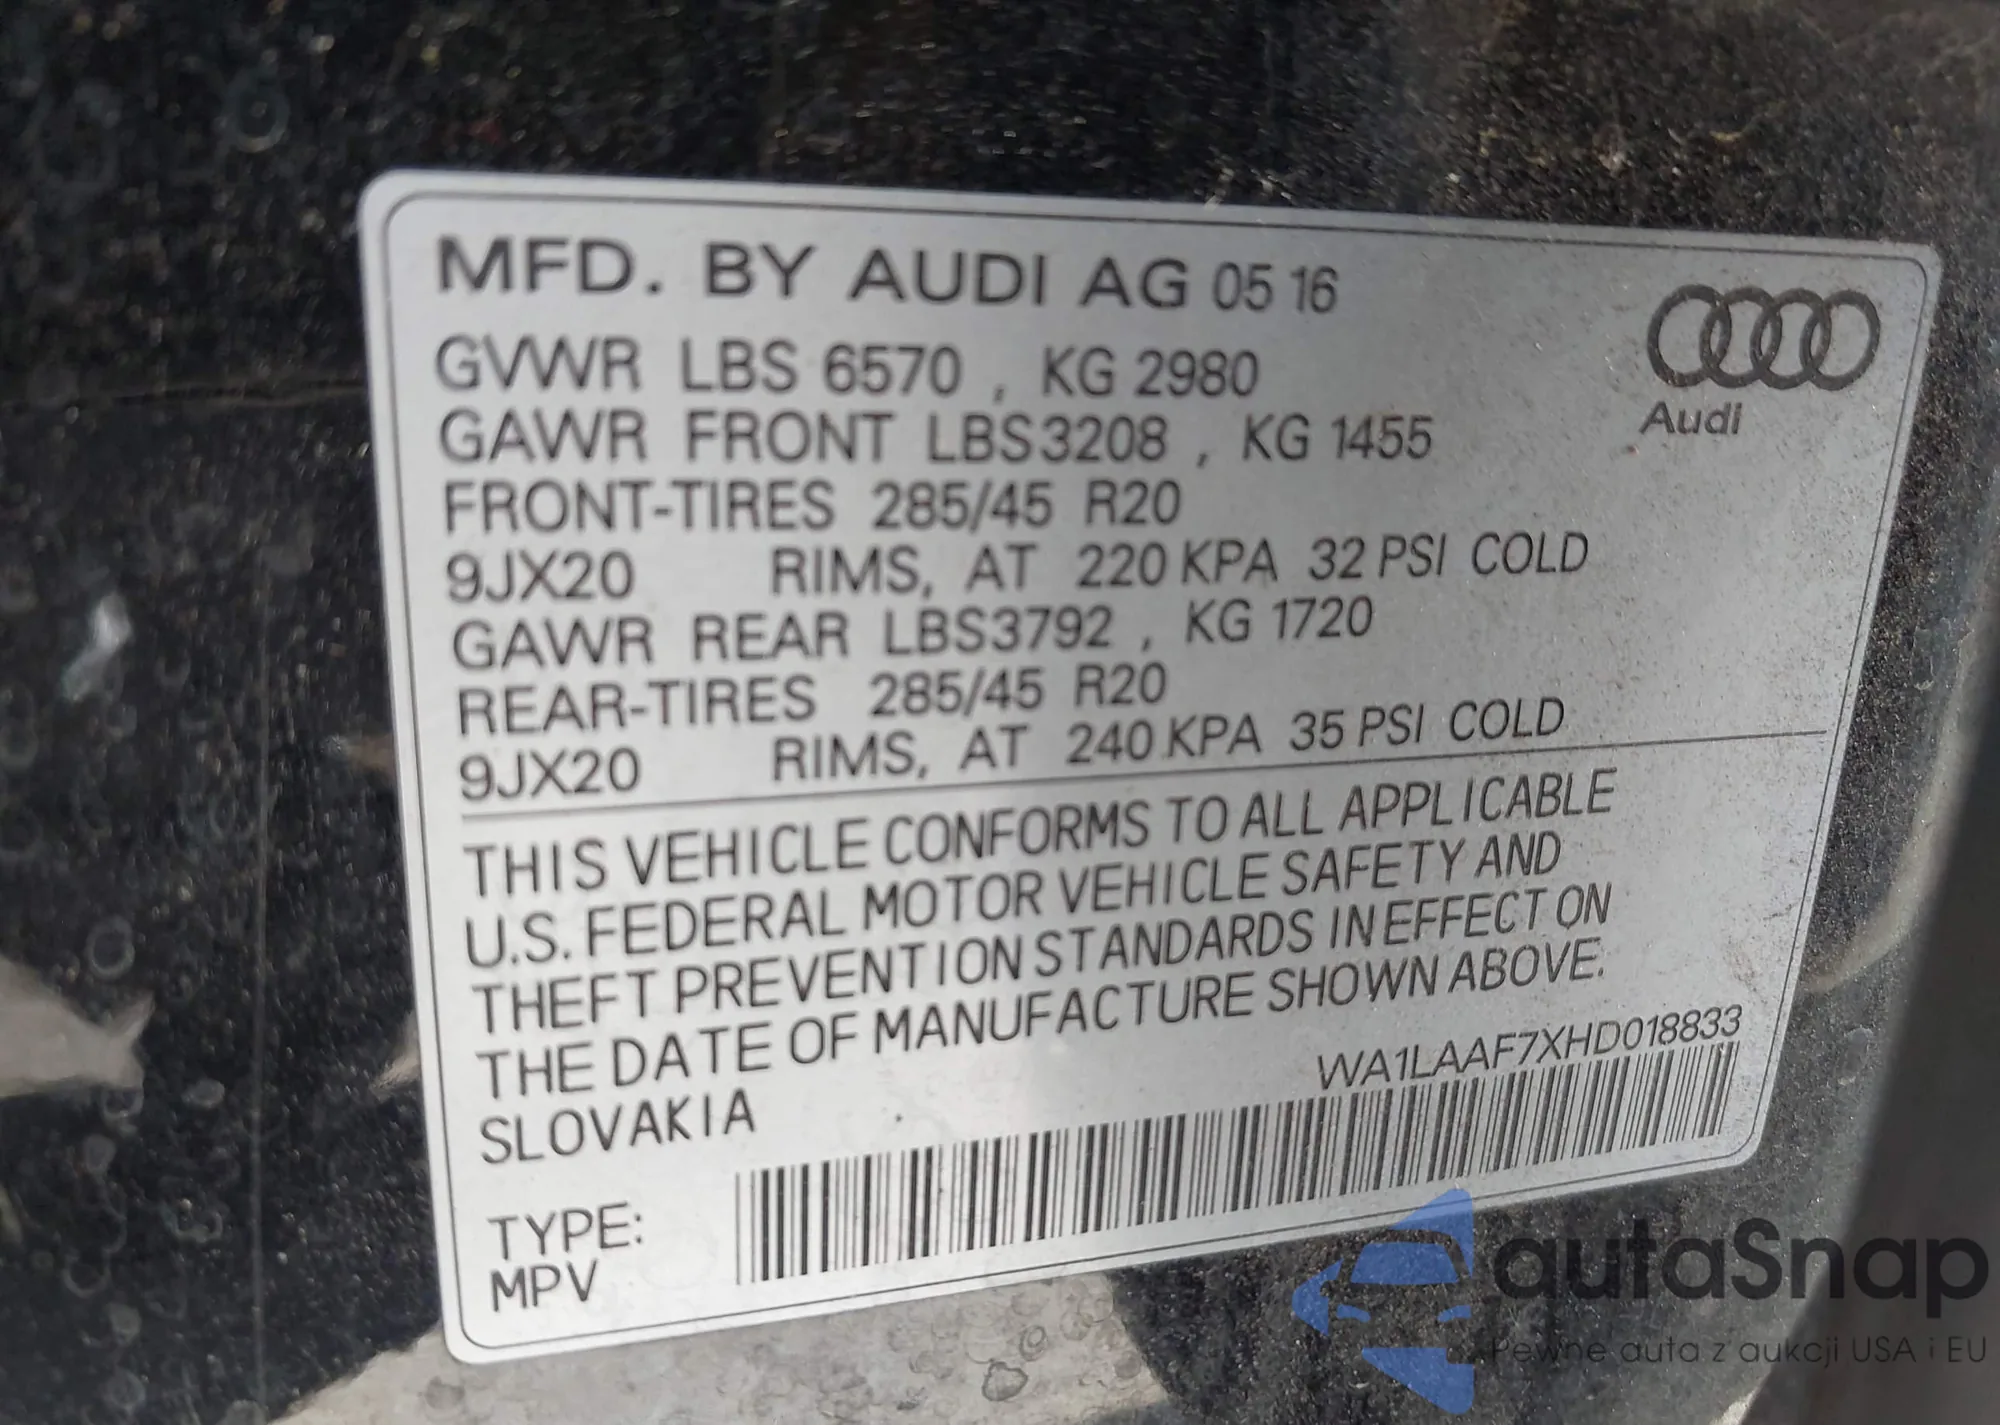 MFD. BY AUDI AG 05 16
GVWR LBS 6570 , KG 2980
GAWR FRONT LBS 3208 , KG 1455
FRONT-TIRES 285/45 R20
9JX20 RIMS, AT 220 KPA 32 PSI COLD
GAWR REAR LBS 3792 , KG 1720
REAR-TIRES 285/45 R20
9JX20 RIMS, AT 240 KPA 35 PSI COLD
Audi
THIS VEHICLE CONFORMS TO ALL APPLICABLE
U.S. FEDERAL MOTOR VEHICLE SAFETY AND
THEFT PREVENTION STANDARDS IN EFFECT ON
THE DATE OF MANUFACTURE SHOWN ABOVE.
SLOVAKIA
WA1LAAF7XHD018833
TYPE:
MPV
autaSnap
Pewne auta z aukcji USA i EU